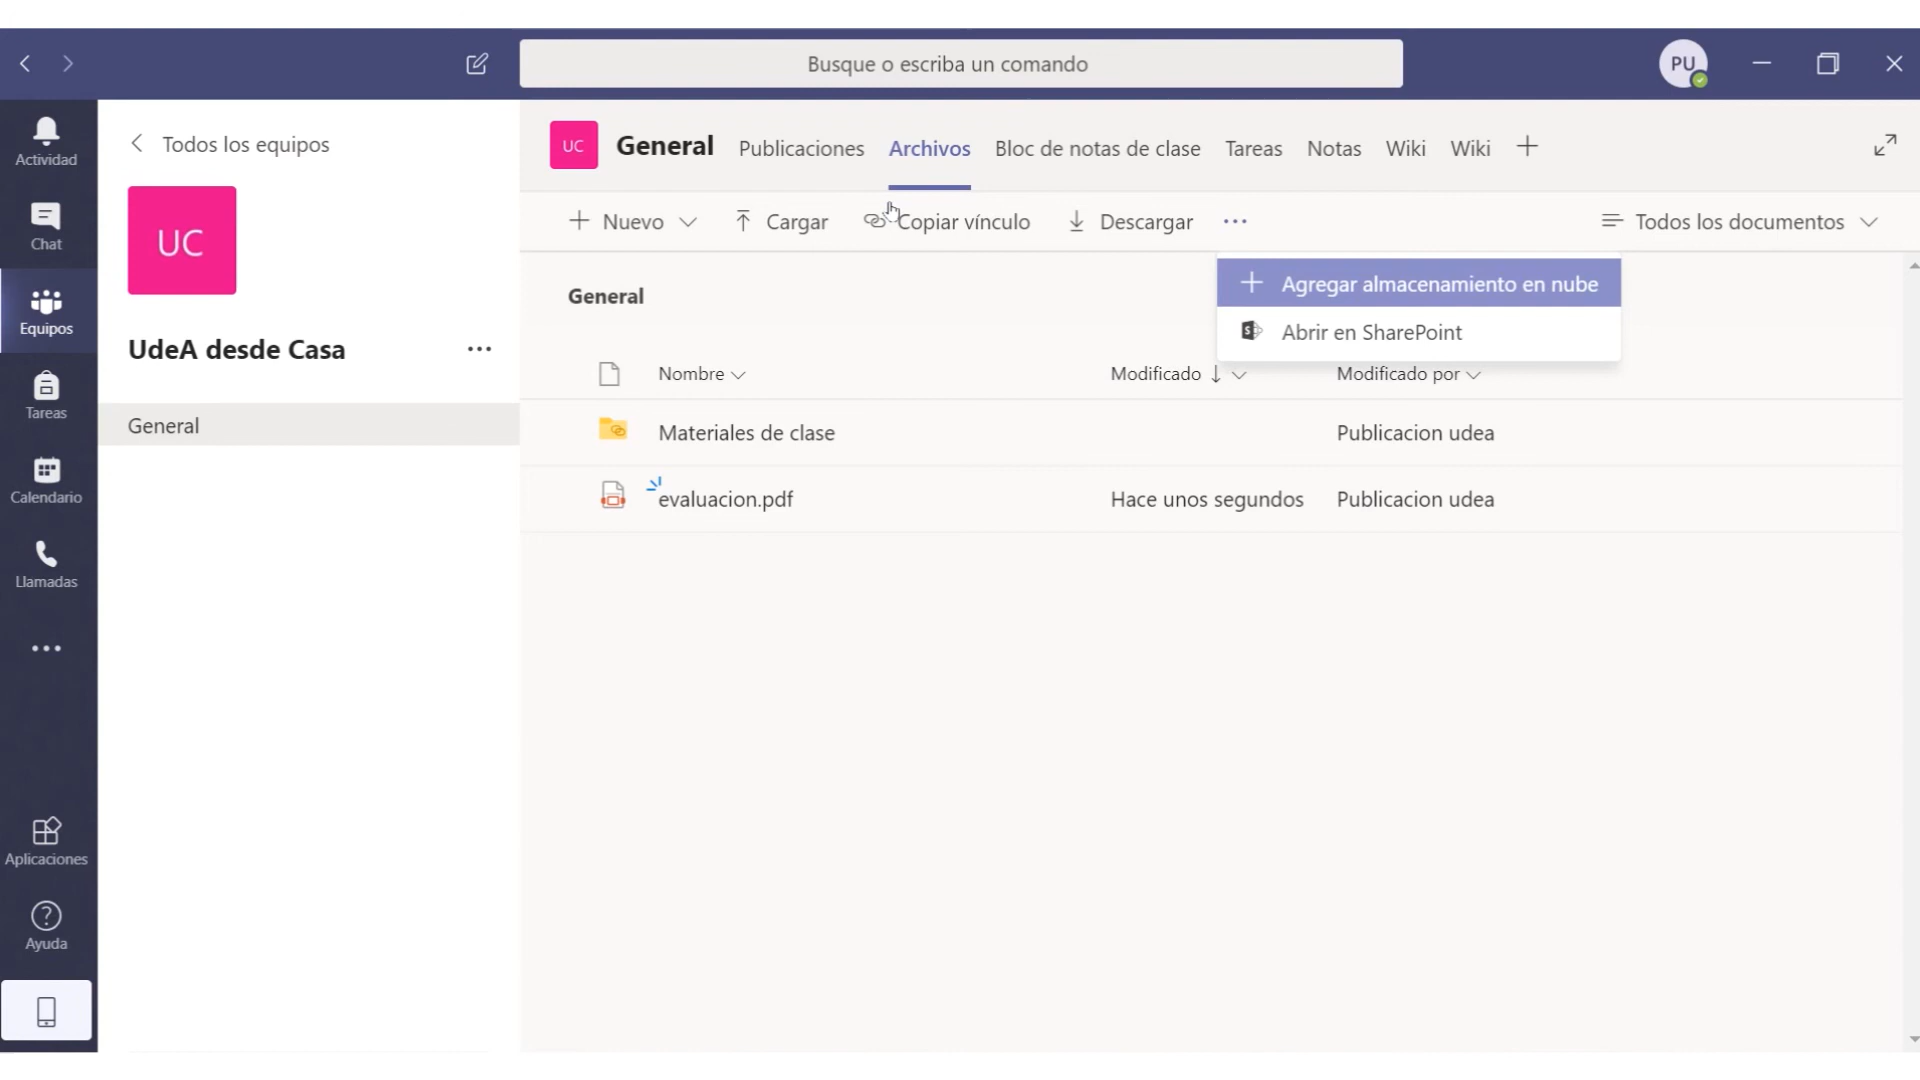 Busque o escriba un comando
PU
Actividad
Chat
Equipos
Tareas
Calendario
Llamadas
Aplicaciones
Ayuda
Todos los equipos
UC
UdeA desde Casa
General
UC General Publicaciones Archivos Bloc de notas de clase Tareas Notas Wiki Wiki
Nuevo Cargar Copiar vínculo Descargar Todos los documentos
Agregar almacenamiento en nube
Abrir en SharePoint
General
Nombre Modificado Modificado por
Materiales de clase Publicacion udea
evaluacion.pdf Hace unos segundos Publicacion udea